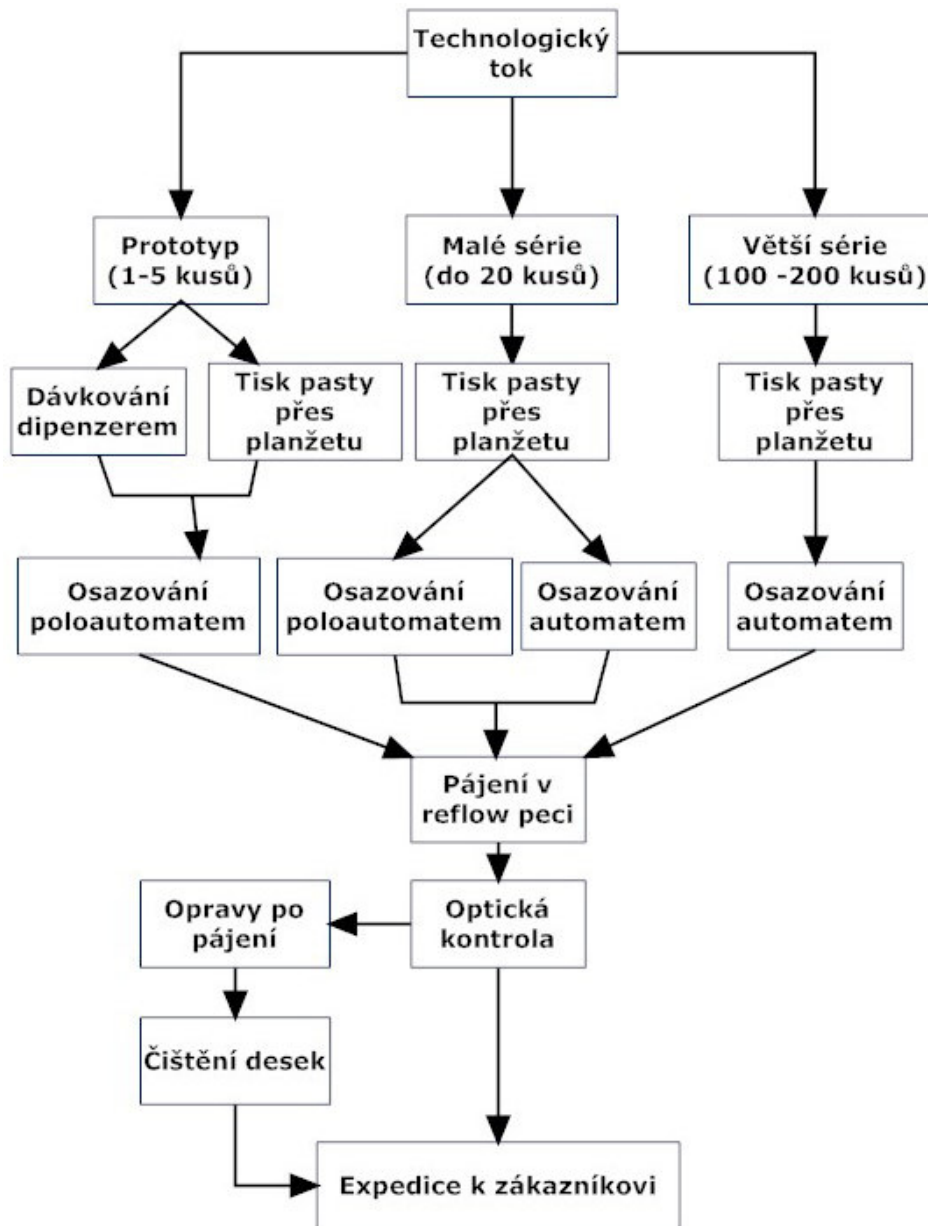 Technologický
tok
Prototyp
(1-5 kusů)
Malé série
(do 20 kusů)
Větší série
(100 -200 kusů)
Dávkování
dipenzerem
Tisk pasty
přes
planžetu
Tisk pasty
přes
planžetu
Tisk pasty
přes
planžetu
Osazování
poloautomatem
Osazování
poloautomatem
Osazování
automatem
Osazování
automatem
Pájení v
reflow peci
Opravy po
pájení
Optická
kontrola
Čištění desek
Expedice k zákazníkovi